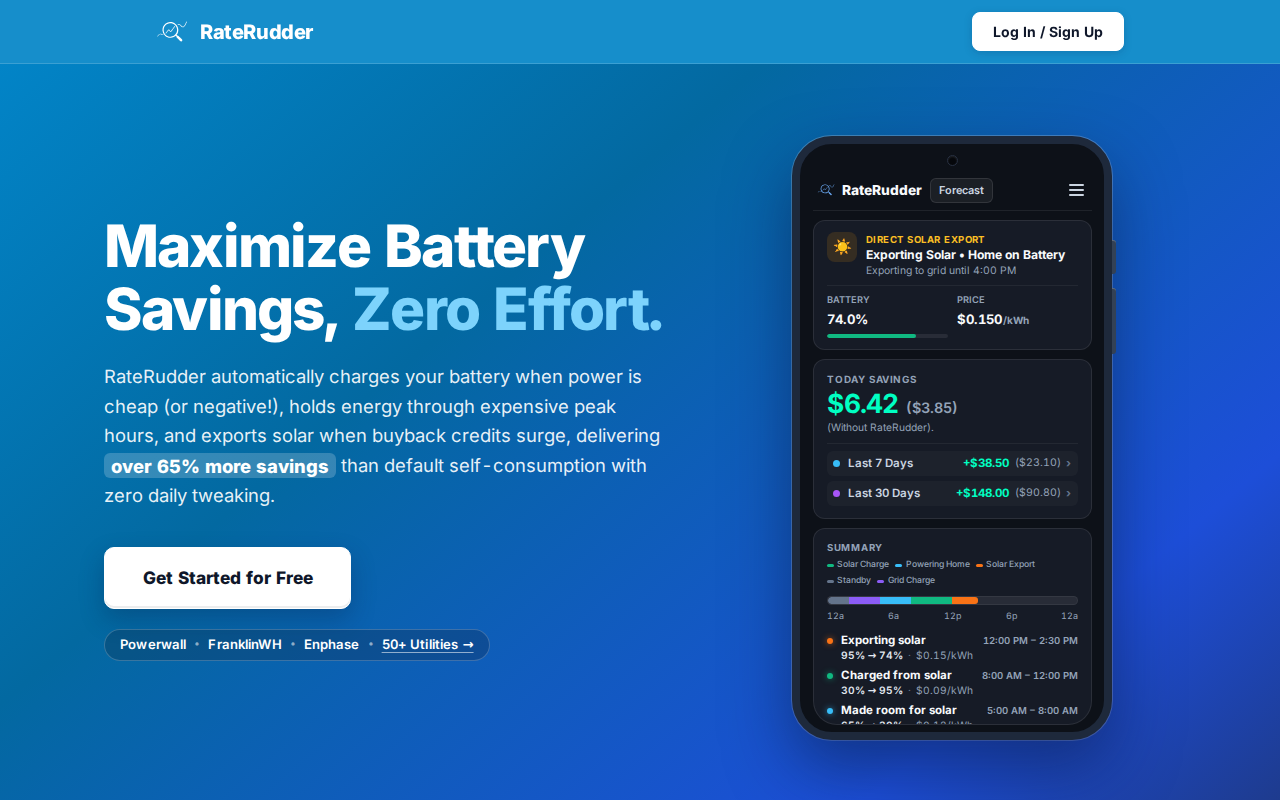 RateRudder
Log In / Sign Up
Maximize Battery
Savings, Zero Effort.
RateRudder automatically charges your battery when power is
cheap (or negative!), holds energy through expensive peak
hours, and exports solar when buyback credits surge, delivering
over 65% more savings than default self-consumption with
zero daily tweaking.
Get Started for Free
Powerwall • FranklinWH • Enphase • 50+ Utilities →
RateRudder Forecast
DIRECT SOLAR EXPORT
Exporting Solar • Home on Battery
Exporting to grid until 4:00 PM
BATTERY PRICE
74.0% $0.150/kWh
TODAY SAVINGS
$6.42 ($3.85)
(Without RateRudder).
Last 7 Days +$38.50 ($23.10) ›
Last 30 Days +$148.00 ($90.80) ›
SUMMARY
Solar Charge Powering Home Solar Export
Standby Grid Charge
12a 6a 12p 6p 12a
Exporting solar 12:00 PM – 2:30 PM
95% → 74% · $0.15/kWh
Charged from solar 8:00 AM – 12:00 PM
30% → 95% · $0.09/kWh
Made room for solar 5:00 AM – 8:00 AM